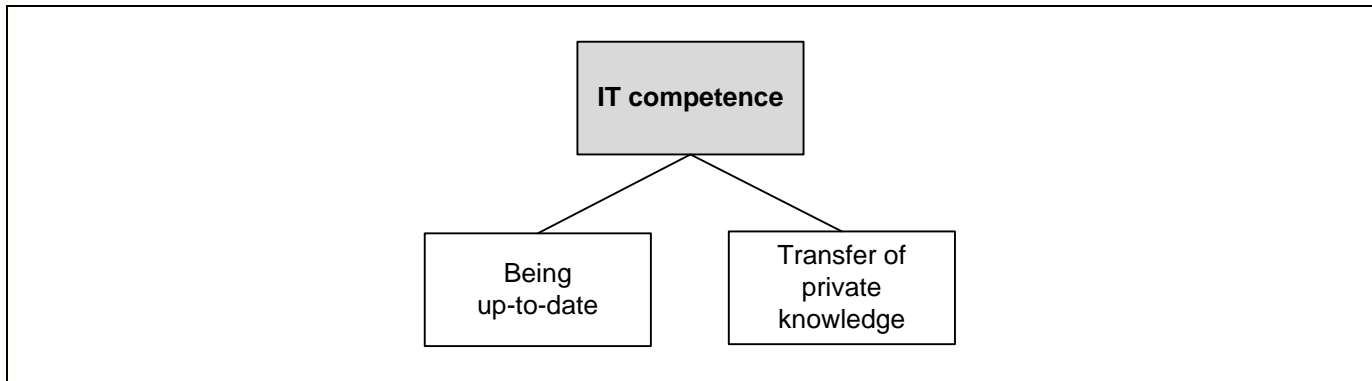 IT competence
Being
up-to-date
Transfer of
private
knowledge